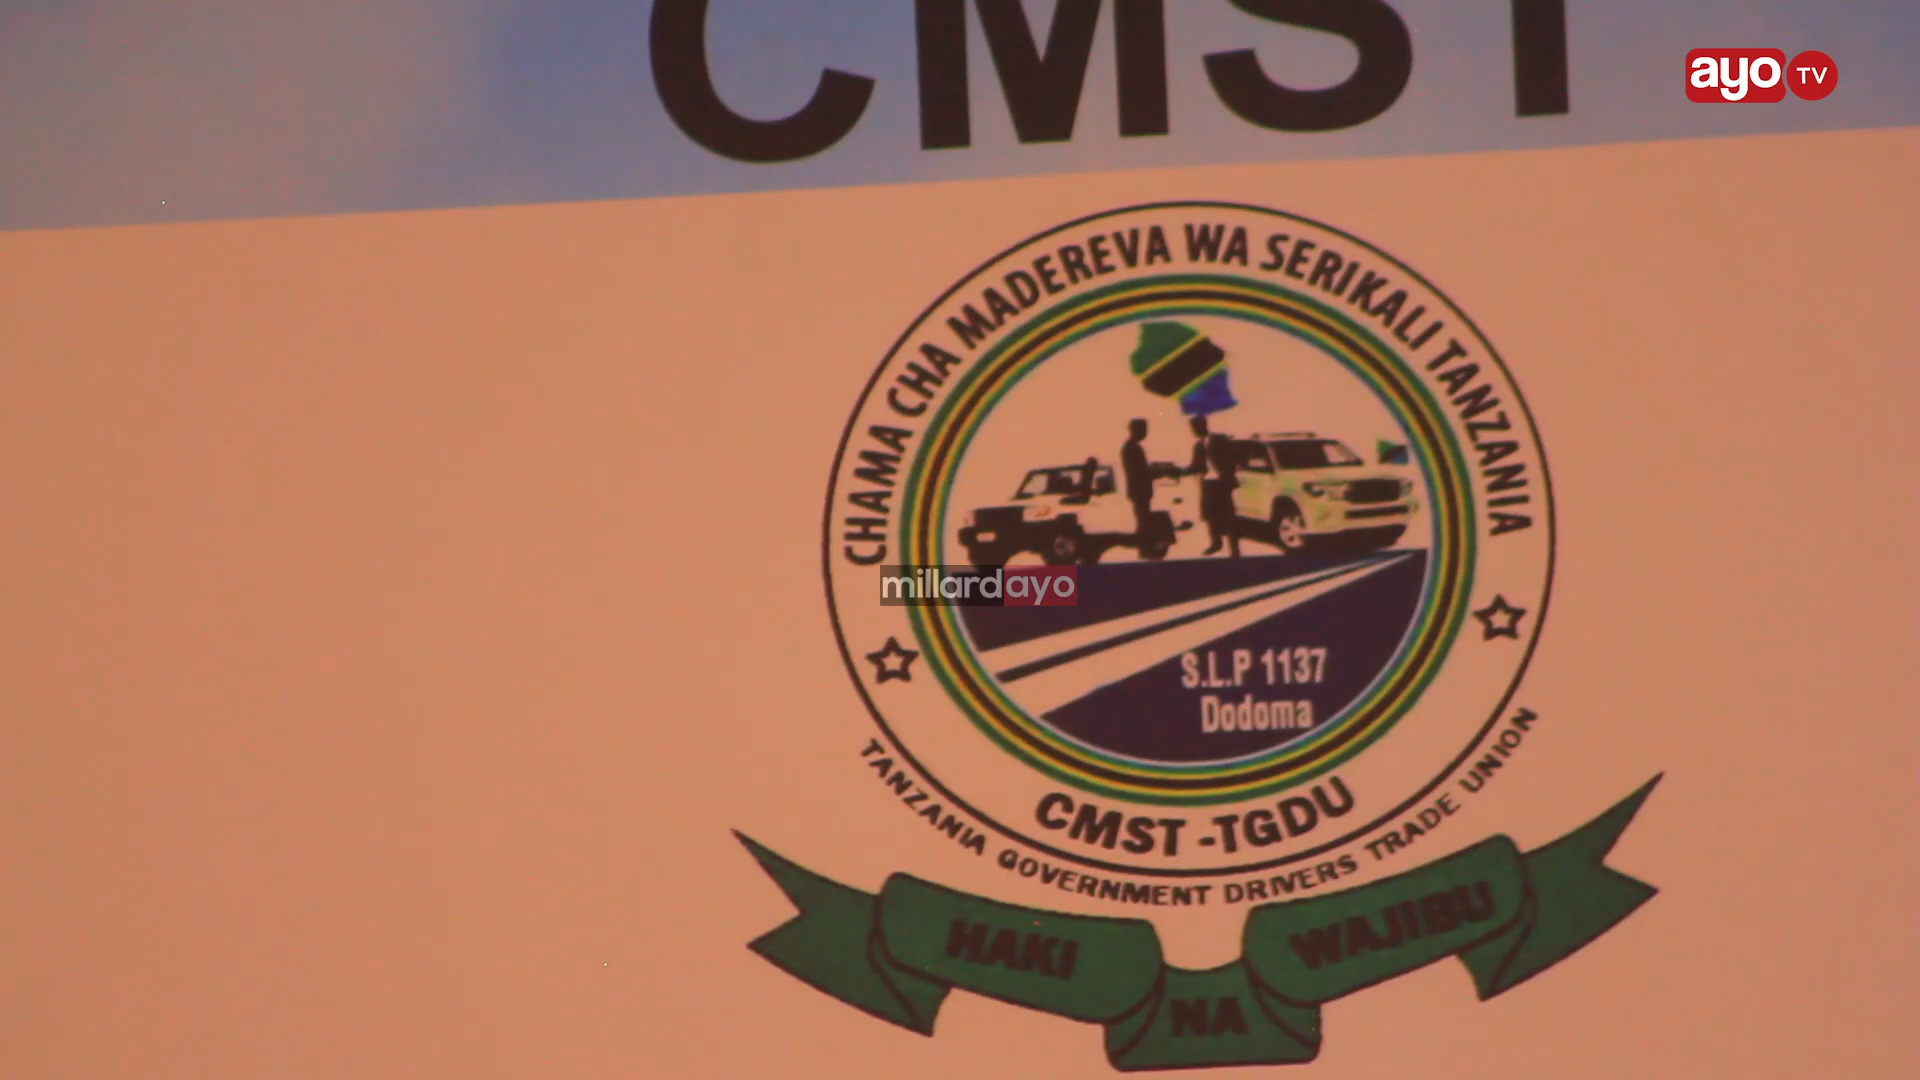 CMST
ayo TV
CHAMA CHA MADEREVA WA SERIKALI TANZANIA
millardayo
S.L.P 1137
Dodoma
CMST -TGDU
TANZANIA GOVERNMENT DRIVERS TRADE UNION
HAKI NA WAJIBU